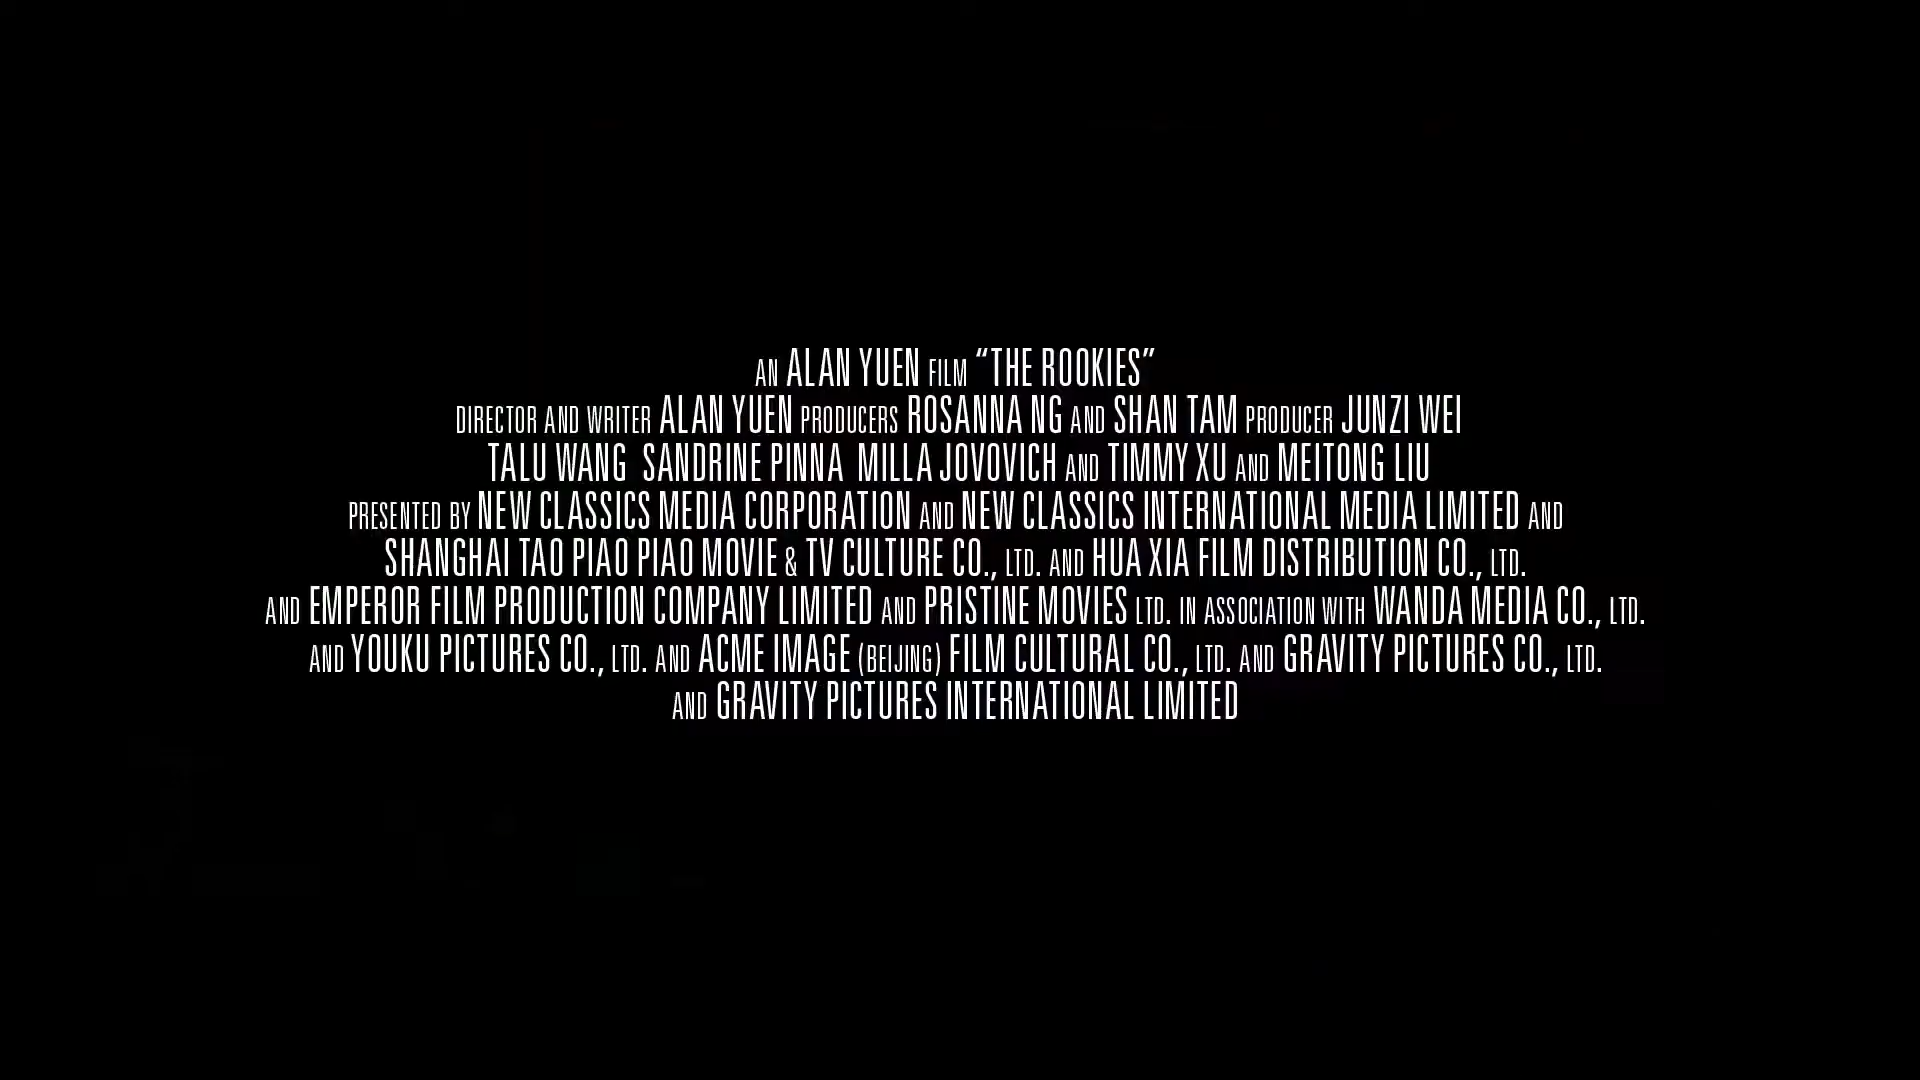 AN ALAN YUEN FILM “THE ROOKIES”
DIRECTOR AND WRITER ALAN YUEN PRODUCERS ROSANNA NG AND SHAN TAM PRODUCER JUNZI WEI
TALU WANG SANDRINE PINNA MILLA JOVOVICH AND TIMMY XU AND MEITONG LIU
PRESENTED BY NEW CLASSICS MEDIA CORPORATION AND NEW CLASSICS INTERNATIONAL MEDIA LIMITED AND
SHANGHAI TAO PIAO PIAO MOVIE & TV CULTURE CO., LTD. AND HUA XIA FILM DISTRIBUTION CO., LTD.
AND EMPEROR FILM PRODUCTION COMPANY LIMITED AND PRISTINE MOVIES LTD. IN ASSOCIATION WITH WANDA MEDIA CO., LTD.
AND YOUKU PICTURES CO., LTD. AND ACME IMAGE (BEIJING) FILM CULTURAL CO., LTD. AND GRAVITY PICTURES CO., LTD.
AND GRAVITY PICTURES INTERNATIONAL LIMITED